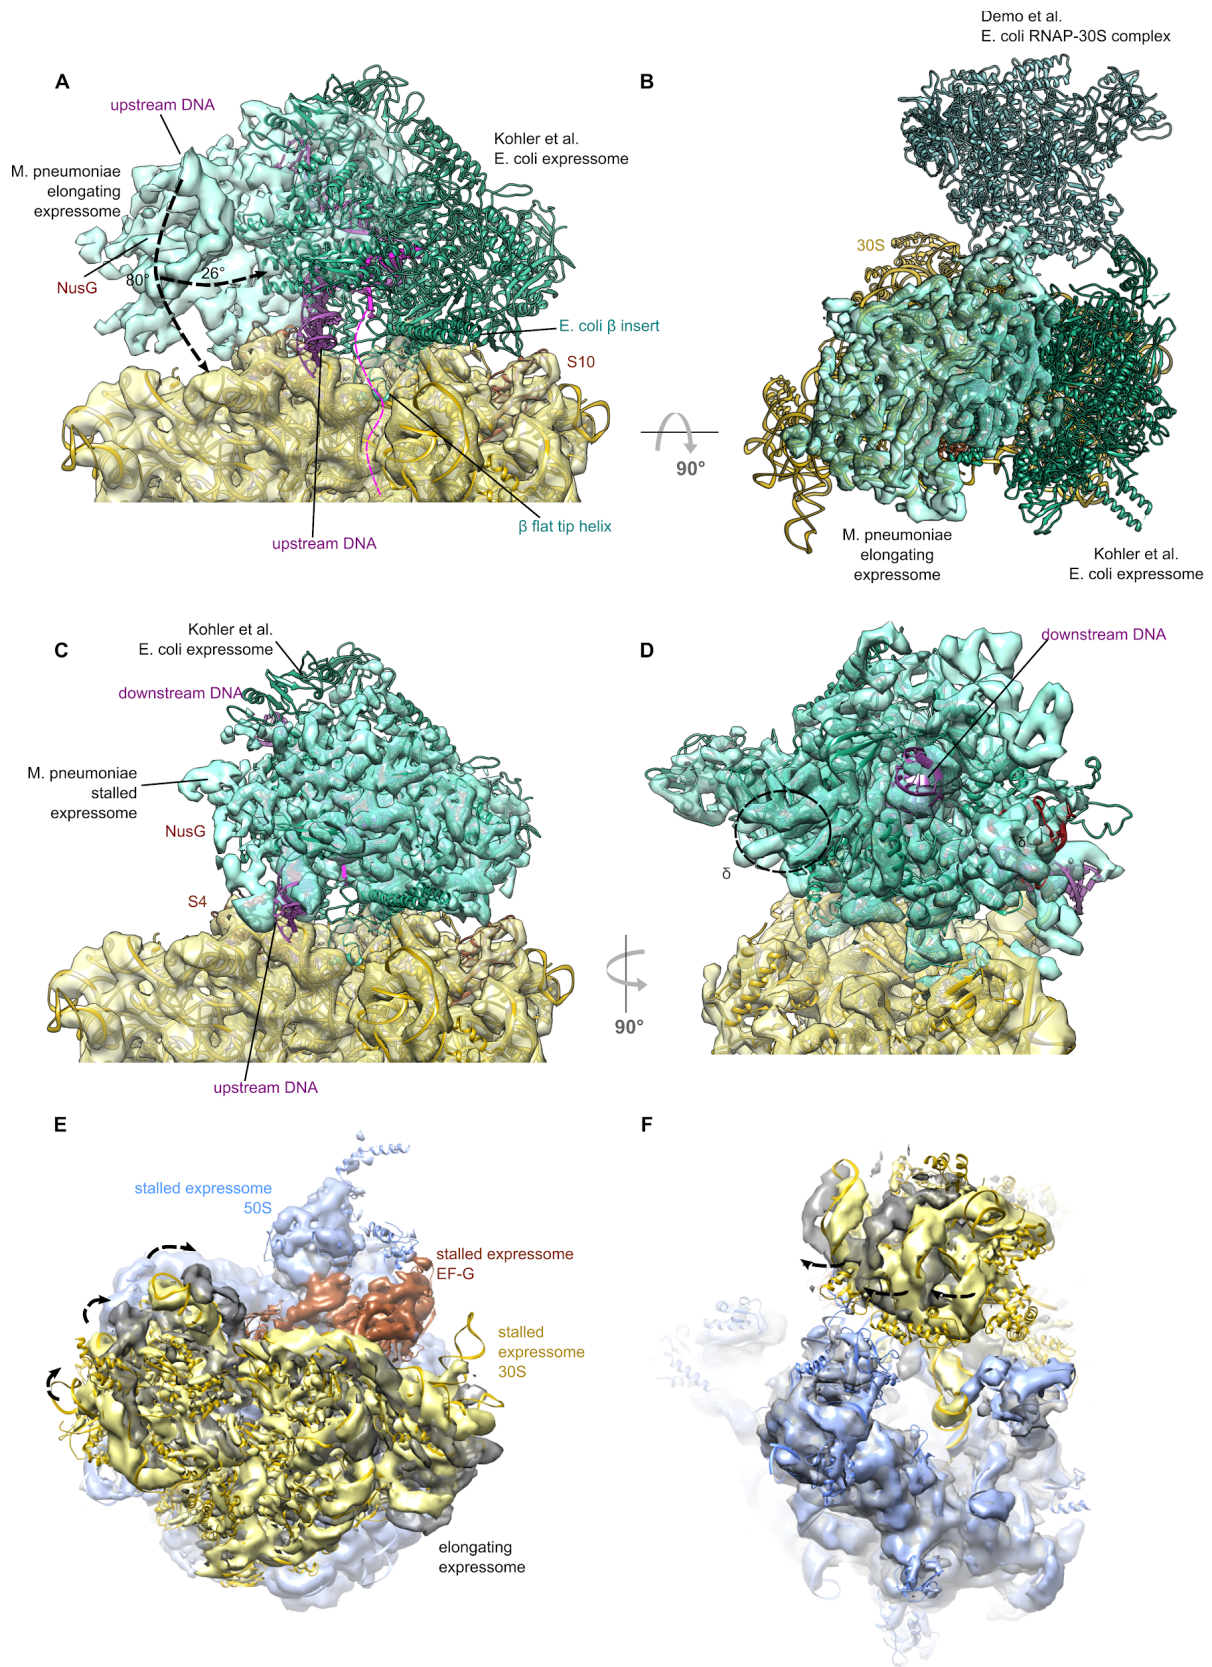 Demo et al.
E. coli RNAP-30S complex
A
B
upstream DNA
Kohler et al.
E. coli expressome
M. pneumoniae
elongating
expressome
30S
80°
26°
NusG
E. coli β insert
S10
90°
β flat tip helix
upstream DNA
M. pneumoniae
elongating
expressome
Kohler et al.
E. coli expressome
C
Kohler et al.
E. coli expressome
D
downstream DNA
downstream DNA
M. pneumoniae
stalled
expressome
NusG
δ
S4
90°
upstream DNA
E
F
stalled expressome
50S
stalled expressome
EF-G
stalled
expressome
30S
elongating
expressome